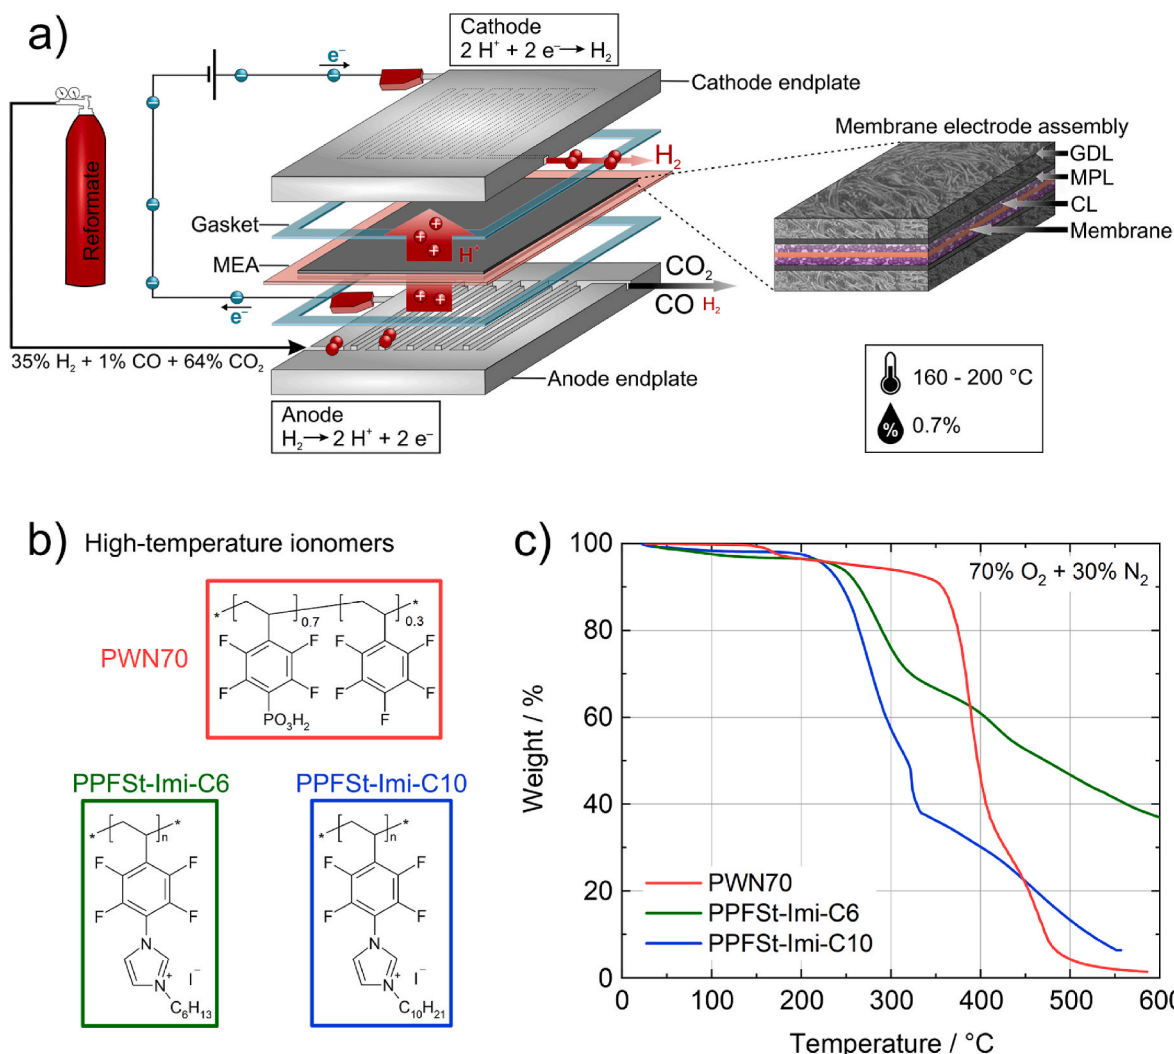 a)
Cathode
2 H⁺ + 2 e⁻ → H₂
e⁻
Cathode endplate
Reformate
H₂
Gasket
H⁺
MEA
CO₂
CO H₂
e⁻
35% H₂ + 1% CO + 64% CO₂
Anode endplate
Anode
H₂ → 2 H⁺ + 2 e⁻
Membrane electrode assembly
GDL
MPL
CL
Membrane
160 - 200 °C
%
0.7%
b) High-temperature ionomers
PWN70
* [ ]0.7 [ ]0.3 *
F F F F
F F F F
PO₃H₂ F
PPFSt-Imi-C6
* [ ]n *
F F
F F
N
N⁺ I⁻
C₆H₁₃
PPFSt-Imi-C10
* [ ]n *
F F
F F
N
N⁺ I⁻
C₁₀H₂₁
c)
70% O₂ + 30% N₂
Weight / %
100
80
60
40
20
0
PWN70
PPFSt-Imi-C6
PPFSt-Imi-C10
0 100 200 300 400 500 600
Temperature / °C